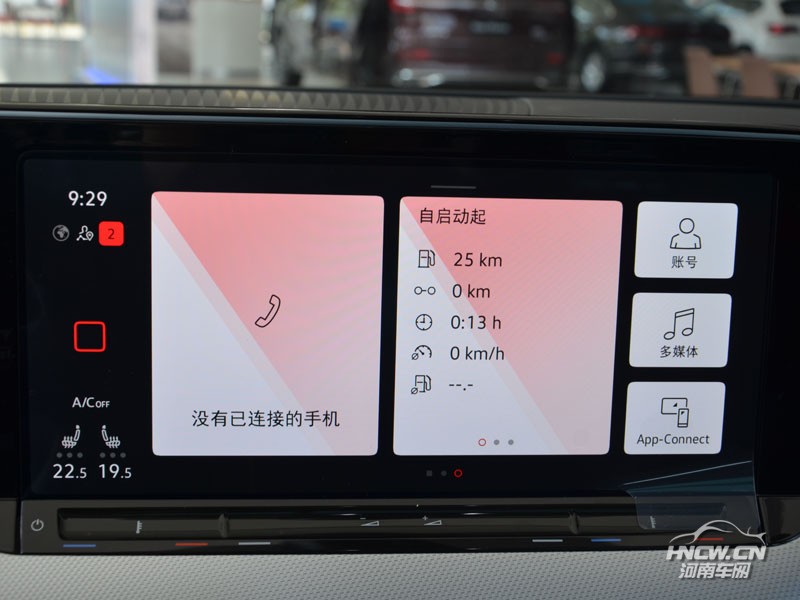 9:29
2
A/C OFF
22.5 19.5
没有已连接的手机
自启动起
25 km
0 km
0:13 h
0 km/h
--.-
账号
多媒体
App-Connect
HNCW.CN
河南车网